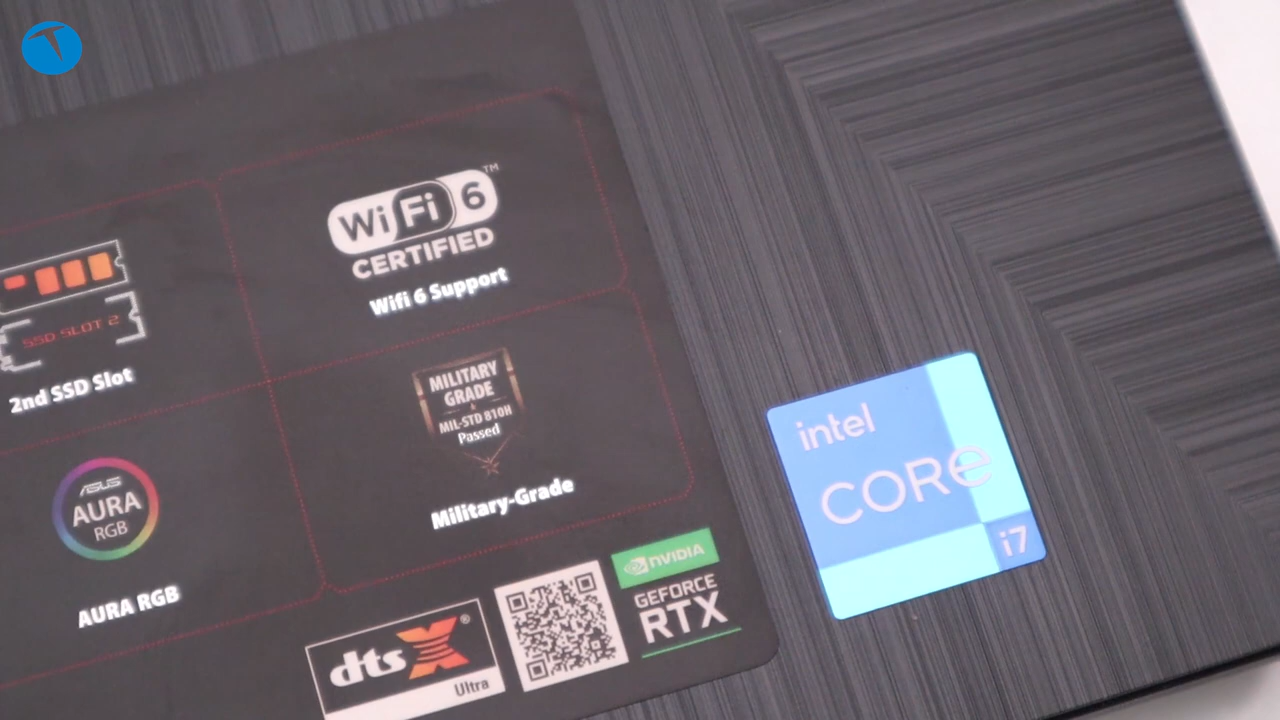 WiFi 6 ™
CERTIFIED
Wifi 6 Support
SSD SLOT 2
2nd SSD Slot
MILITARY
GRADE
&
MIL-STD 810H
Passed
Military-Grade
ASUS
AURA
RGB
AURA RGB
dts X ®
Ultra
NVIDIA
GEFORCE
RTX
intel
CORe
i7